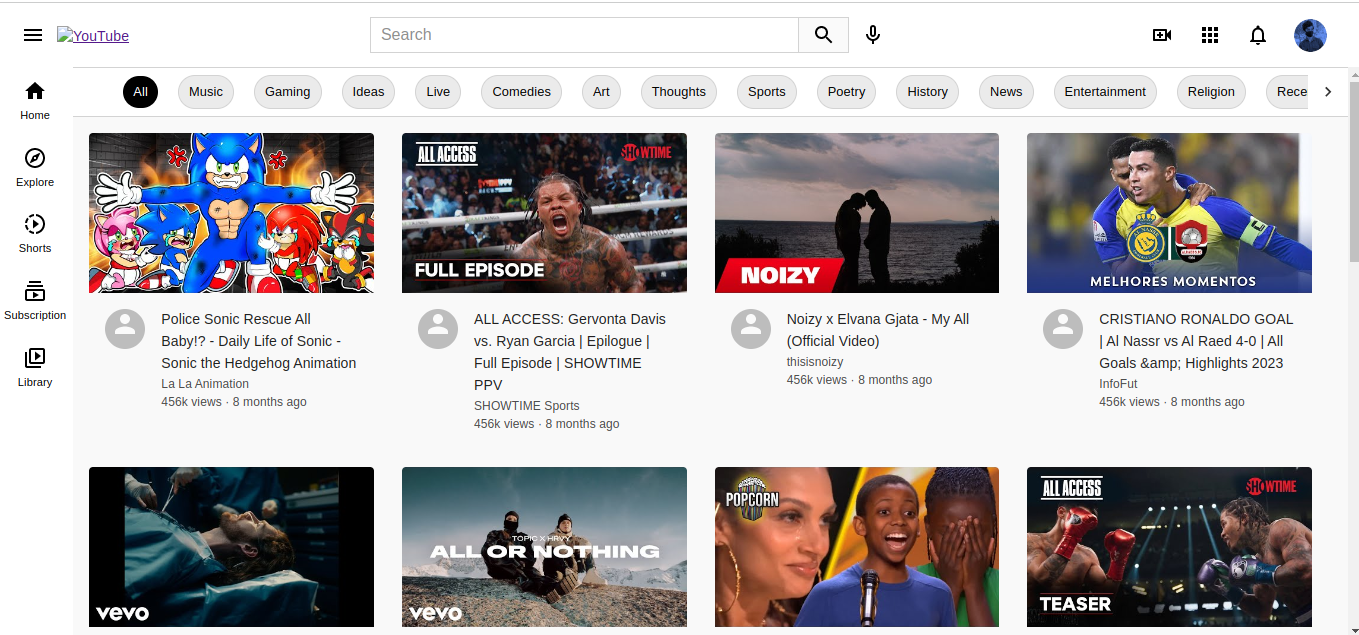 YouTube
Search
Home
Explore
Shorts
Subscription
Library
All Music Gaming Ideas Live Comedies Art Thoughts Sports Poetry History News Entertainment Religion Rece
ALL ACCESS
SHOWTIME
FULL EPISODE
NOIZY
MELHORES MOMENTOS
Police Sonic Rescue All
Baby!? - Daily Life of Sonic -
Sonic the Hedgehog Animation
La La Animation
456k views · 8 months ago
ALL ACCESS: Gervonta Davis
vs. Ryan Garcia | Epilogue |
Full Episode | SHOWTIME
PPV
SHOWTIME Sports
456k views · 8 months ago
Noizy x Elvana Gjata - My All
(Official Video)
thisisnoizy
456k views · 8 months ago
CRISTIANO RONALDO GOAL
| Al Nassr vs Al Raed 4-0 | All
Goals &amp; Highlights 2023
InfoFut
456k views · 8 months ago
vevo
TOPIC X HRVY
ALL OR NOTHING
vevo
POPCORN
ALL ACCESS
SHOWTIME
TEASER